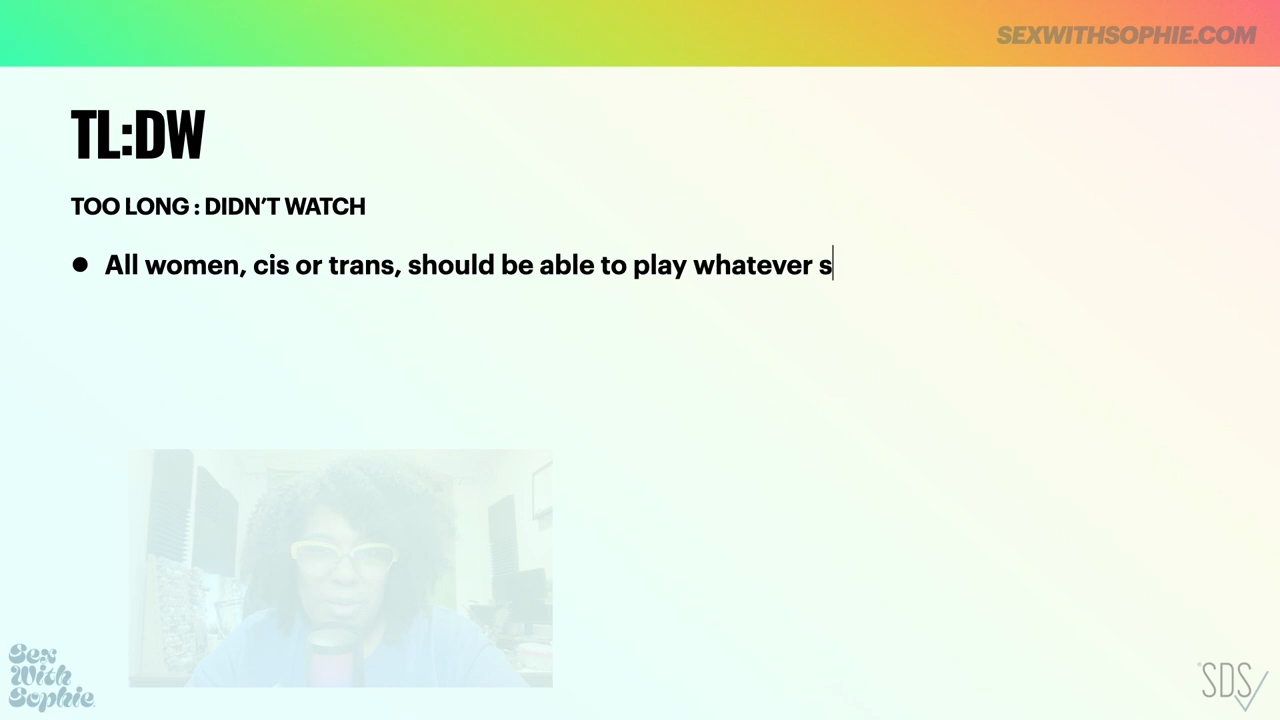 SEXWITHSOPHIE.COM
TL:DW
TOO LONG : DIDN’T WATCH
● All women, cis or trans, should be able to play whatever s
Sex
With
Sophie
SDS